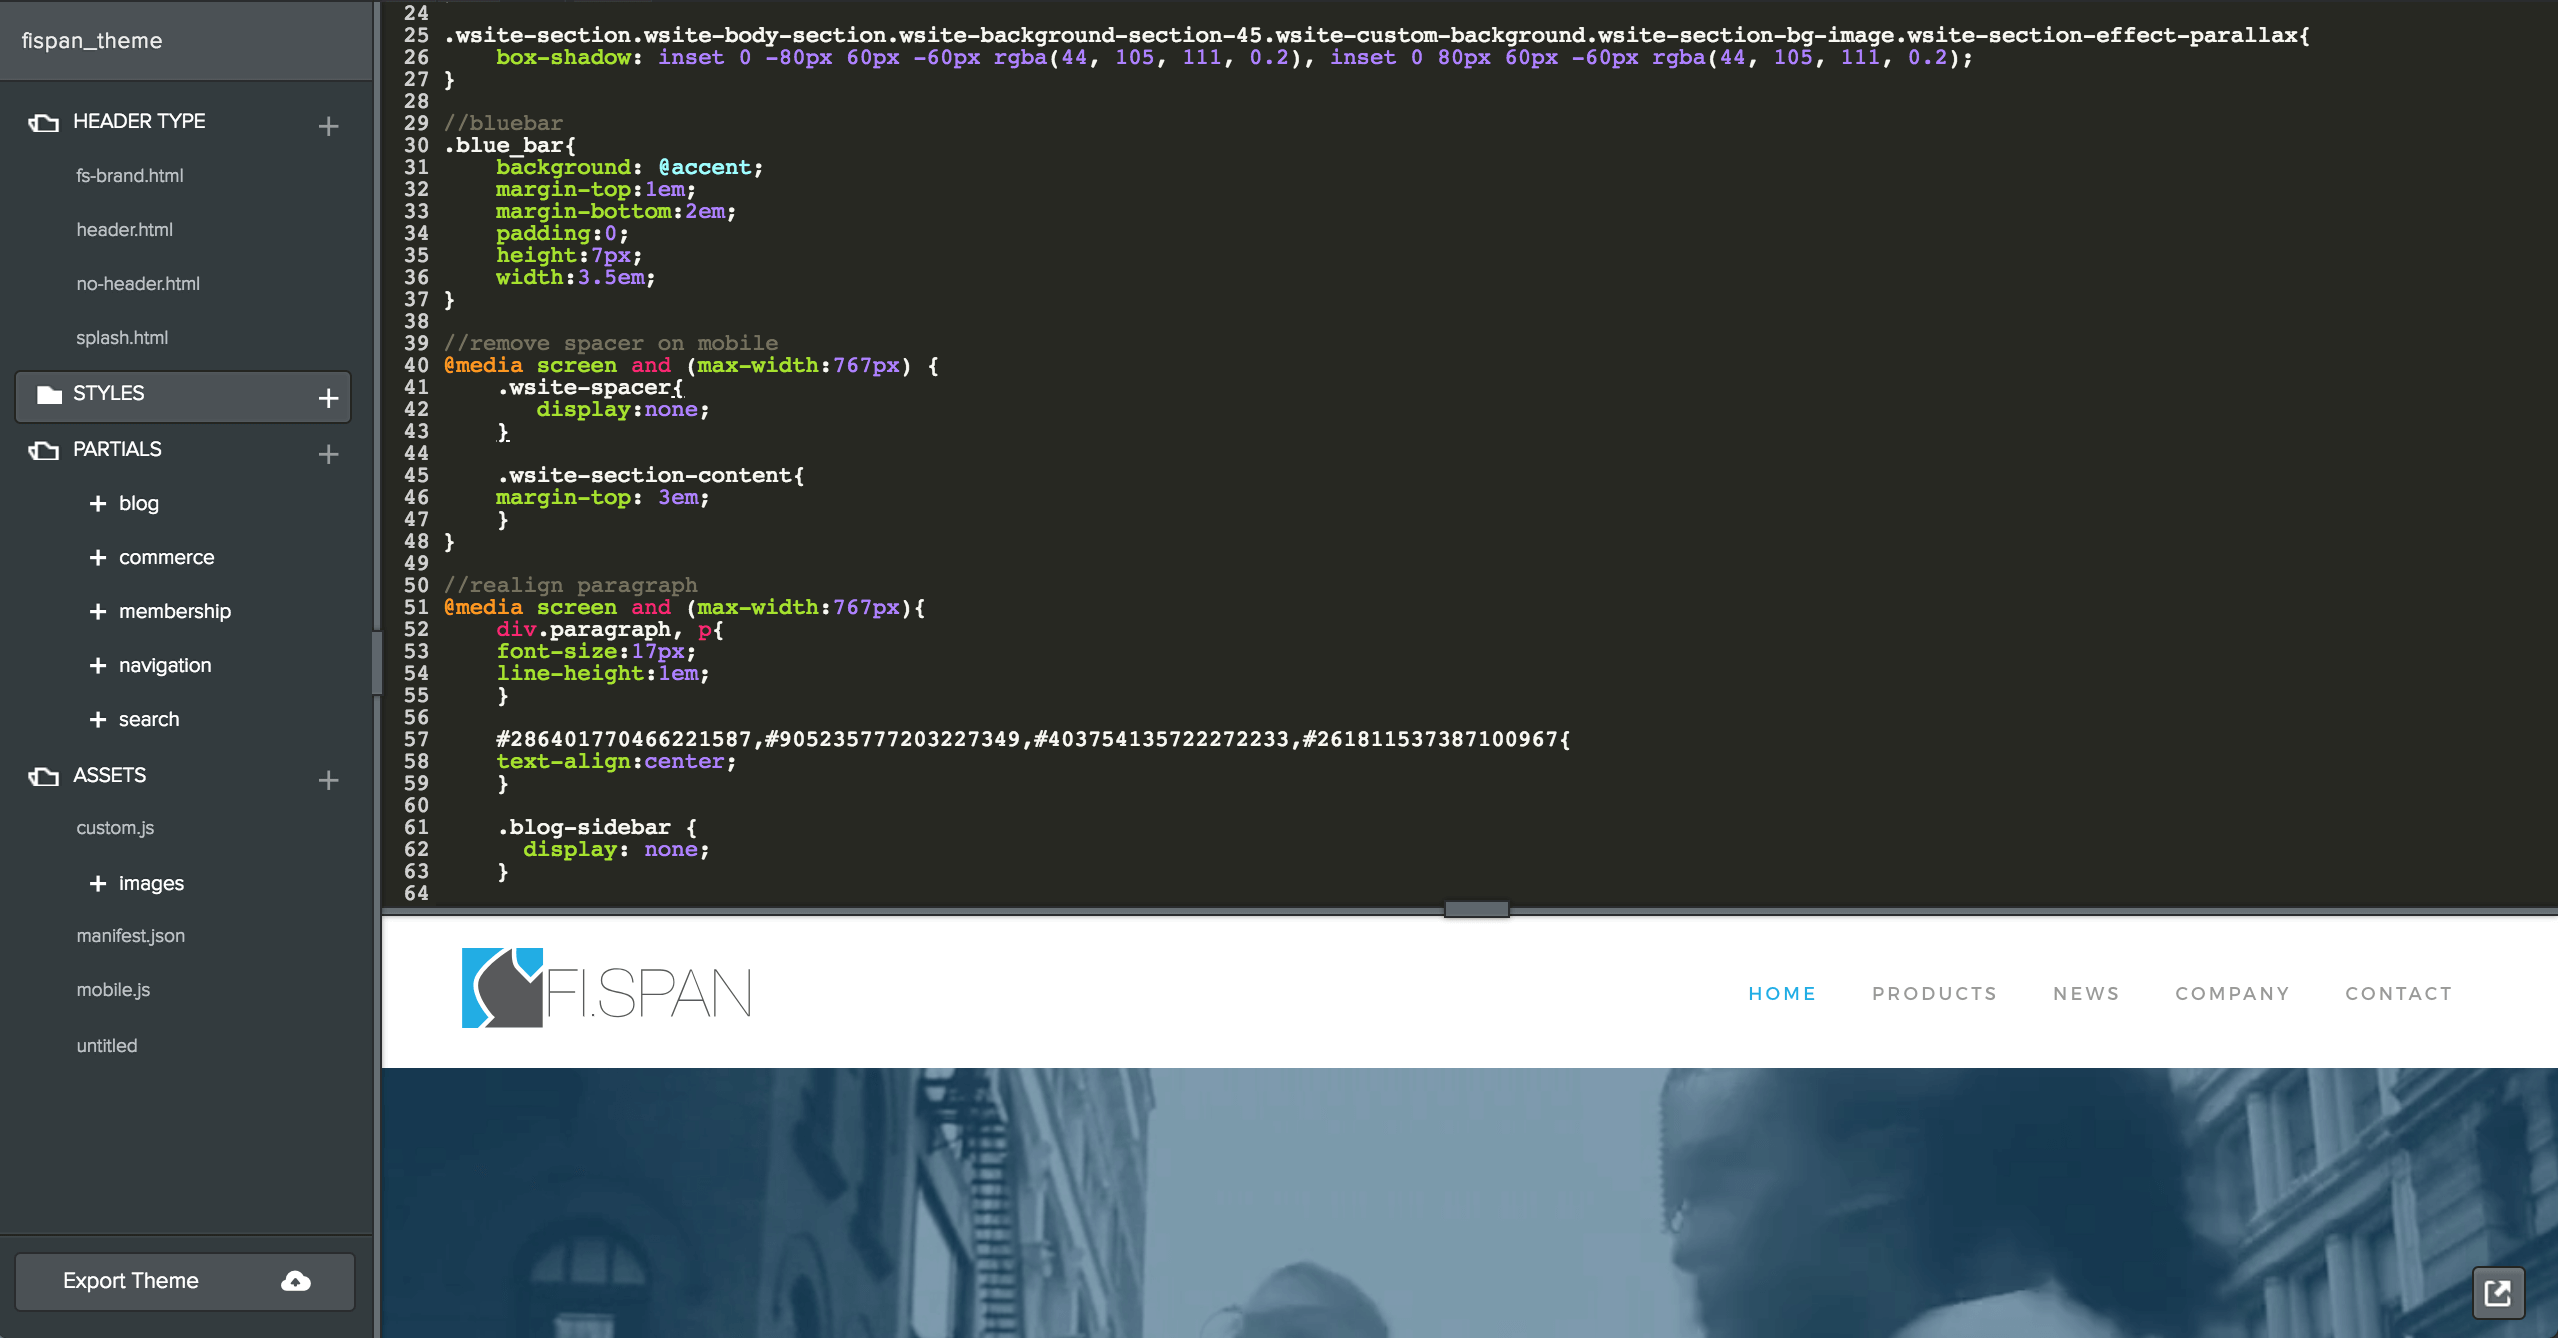 fispan_theme
HEADER TYPE
fs-brand.html
header.html
no-header.html
splash.html
STYLES
PARTIALS
blog
commerce
membership
navigation
search
ASSETS
custom.js
images
manifest.json
mobile.js
untitled
Export Theme
24
25 .wsite-section.wsite-body-section.wsite-background-section-45.wsite-custom-background.wsite-section-bg-image.wsite-section-effect-parallax{
26     box-shadow: inset 0 -80px 60px -60px rgba(44, 105, 111, 0.2), inset 0 80px 60px -60px rgba(44, 105, 111, 0.2);
27 }
28
29 //bluebar
30 .blue_bar{
31     background: @accent;
32     margin-top:1em;
33     margin-bottom:2em;
34     padding:0;
35     height:7px;
36     width:3.5em;
37 }
38
39 //remove spacer on mobile
40 @media screen and (max-width:767px) {
41     .wsite-spacer{
42        display:none;
43     }
44
45     .wsite-section-content{
46     margin-top: 3em;
47     }
48 }
49
50 //realign paragraph
51 @media screen and (max-width:767px){
52     div.paragraph, p{
53     font-size:17px;
54     line-height:1em;
55     }
56
57     #286401770466221587,#905235777203227349,#403754135722272233,#261811537387100967{
58     text-align:center;
59     }
60
61     .blog-sidebar {
62       display: none;
63     }
64
FI.SPAN
HOME PRODUCTS NEWS COMPANY CONTACT